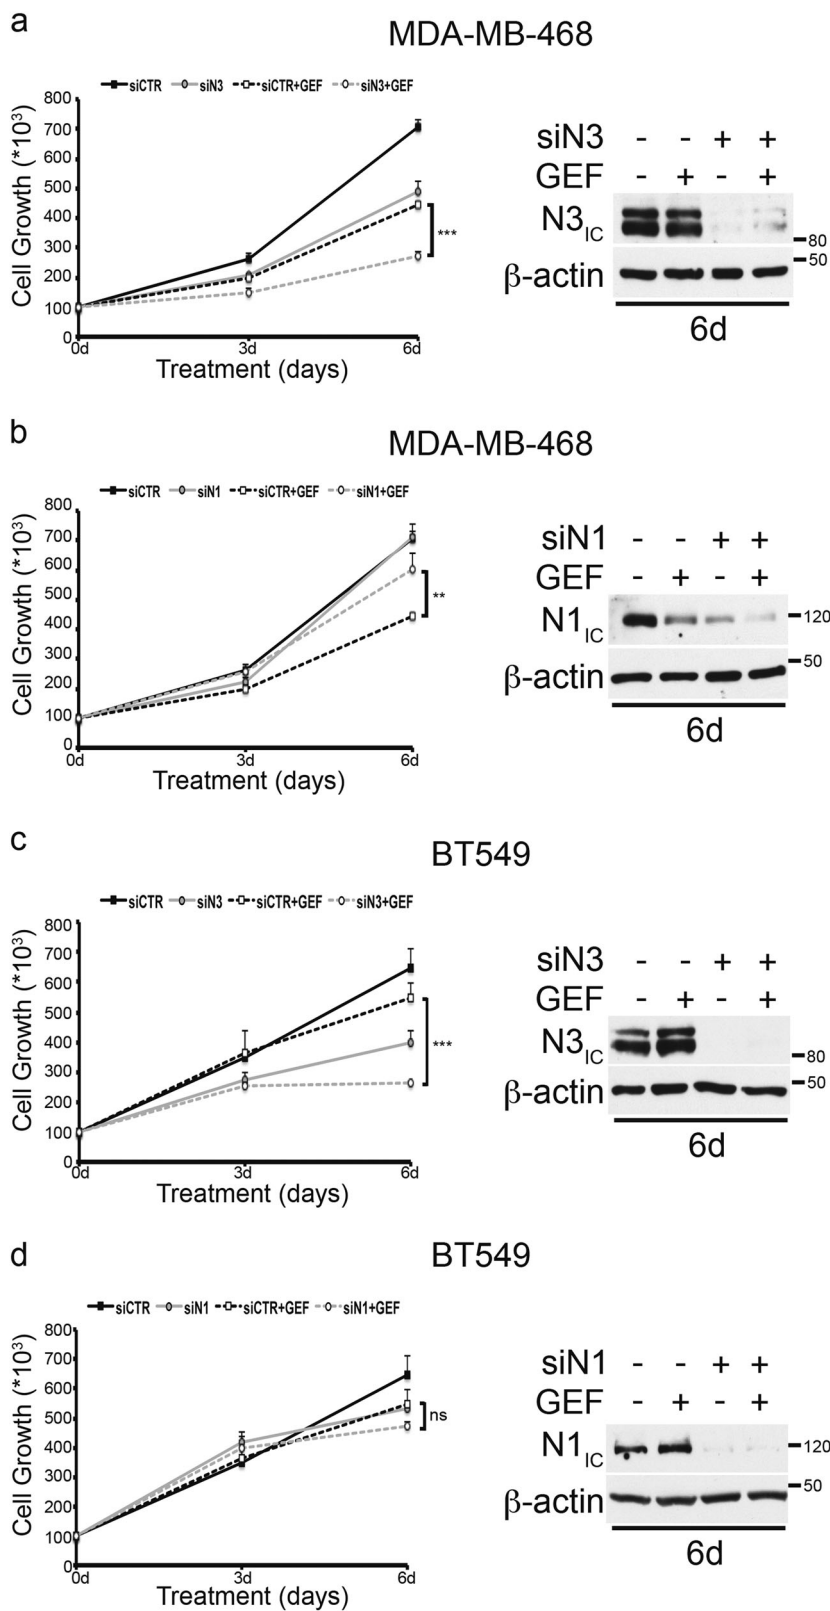 a
MDA-MB-468
siCTR siN3 siCTR+GEF siN3+GEF
800
700
600
500
400
300
200
100
0
Cell Growth (*10³)
***
0d 3d 6d
Treatment (days)
siN3 - - + +
GEF - + - +
N3IC
80
50
β-actin
6d
b
MDA-MB-468
siCTR siN1 siCTR+GEF siN1+GEF
800
700
600
500
400
300
200
100
0
Cell Growth (*10³)
**
0d 3d 6d
Treatment (days)
siN1 - - + +
GEF - + - +
N1IC
120
50
β-actin
6d
c
BT549
siCTR siN3 siCTR+GEF siN3+GEF
800
700
600
500
400
300
200
100
0
Cell Growth (*10³)
***
0d 3d 6d
Treatment (days)
siN3 - - + +
GEF - + - +
N3IC
80
50
β-actin
6d
d
BT549
siCTR siN1 siCTR+GEF siN1+GEF
800
700
600
500
400
300
200
100
0
Cell Growth (*10³)
ns
0d 3d 6d
Treatment (days)
siN1 - - + +
GEF - + - +
N1IC
120
50
β-actin
6d